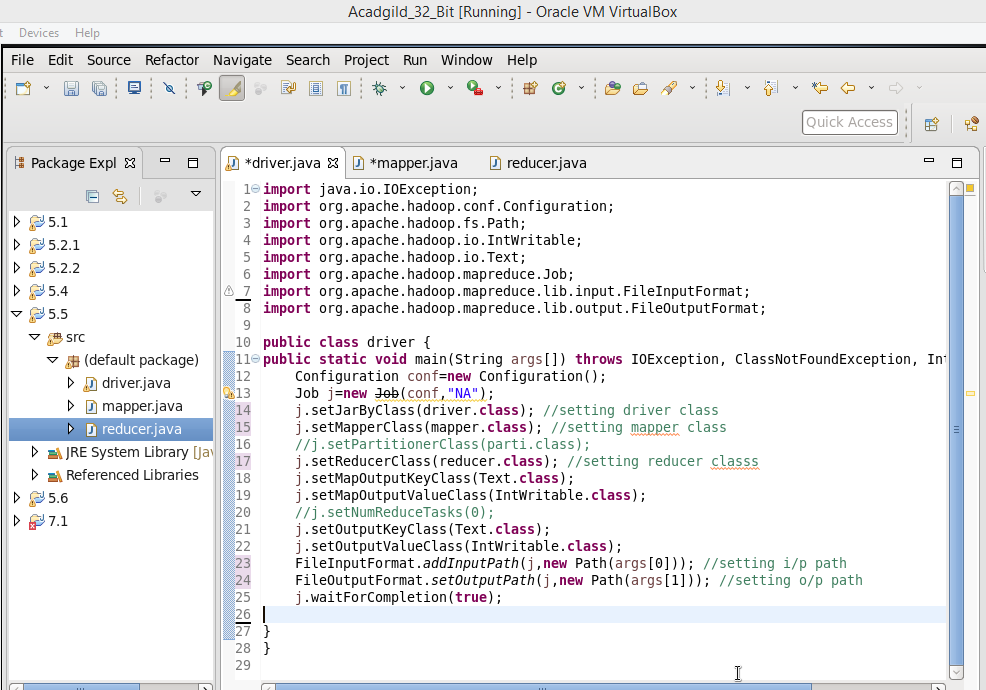 Acadgild_32_Bit [Running] - Oracle VM VirtualBox
Devices Help
File Edit Source Refactor Navigate Search Project Run Window Help
Quick Access
Package Expl
*driver.java *mapper.java reducer.java
5.1
5.2.1
5.2.2
5.4
5.5
src
(default package)
driver.java
mapper.java
reducer.java
JRE System Library [Jav
Referenced Libraries
5.6
7.1
1 import java.io.IOException;
2 import org.apache.hadoop.conf.Configuration;
3 import org.apache.hadoop.fs.Path;
4 import org.apache.hadoop.io.IntWritable;
5 import org.apache.hadoop.io.Text;
6 import org.apache.hadoop.mapreduce.Job;
7 import org.apache.hadoop.mapreduce.lib.input.FileInputFormat;
8 import org.apache.hadoop.mapreduce.lib.output.FileOutputFormat;
9
10 public class driver {
11 public static void main(String args[]) throws IOException, ClassNotFoundException, Int
12 Configuration conf=new Configuration();
13 Job j=new Job(conf,"NA");
14 j.setJarByClass(driver.class); //setting driver class
15 j.setMapperClass(mapper.class); //setting mapper class
16 //j.setPartitionerClass(parti.class);
17 j.setReducerClass(reducer.class); //setting reducer classs
18 j.setMapOutputKeyClass(Text.class);
19 j.setMapOutputValueClass(IntWritable.class);
20 //j.setNumReduceTasks(0);
21 j.setOutputKeyClass(Text.class);
22 j.setOutputValueClass(IntWritable.class);
23 FileInputFormat.addInputPath(j,new Path(args[0])); //setting i/p path
24 FileOutputFormat.setOutputPath(j,new Path(args[1])); //setting o/p path
25 j.waitForCompletion(true);
26
27 }
28 }
29